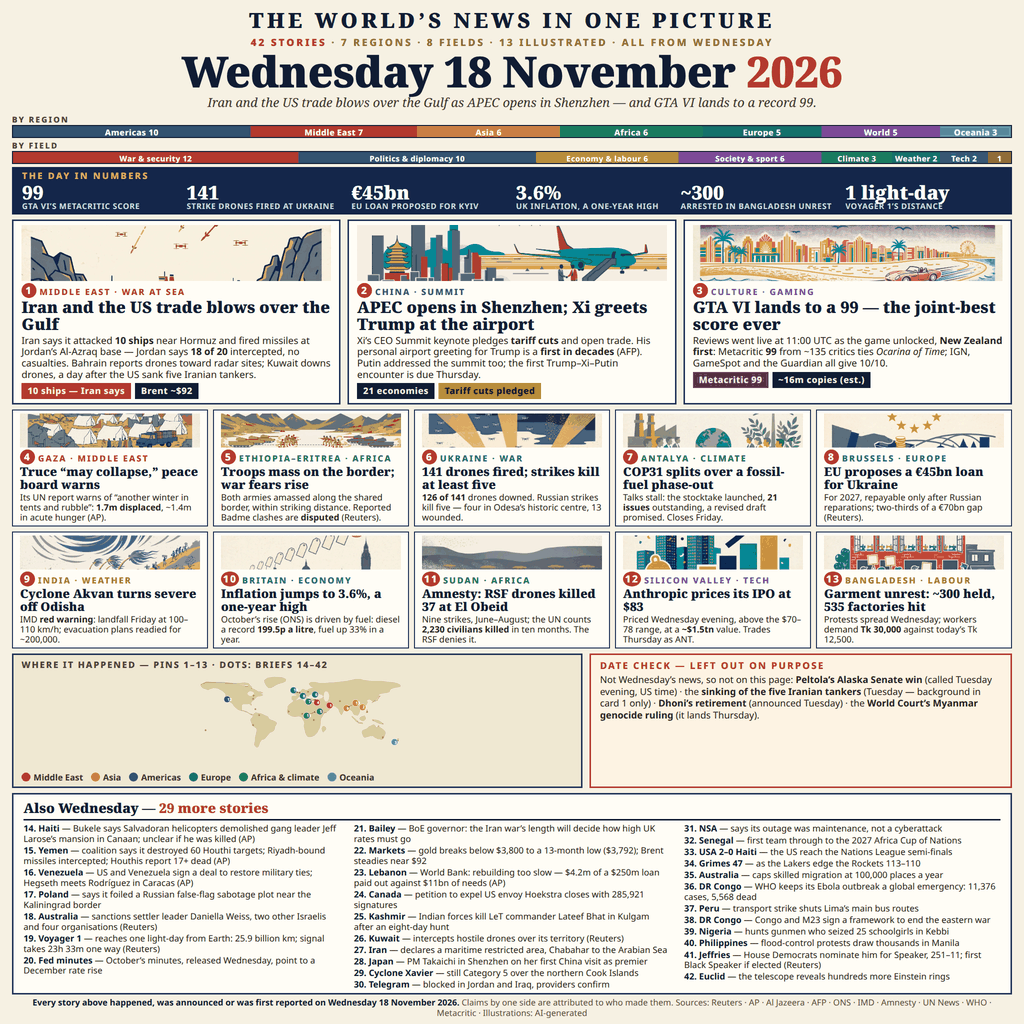 THE WORLD’S NEWS IN ONE PICTURE
42 STORIES · 7 REGIONS · 8 FIELDS · 13 ILLUSTRATED · ALL FROM WEDNESDAY
Wednesday 18 November 2026
Iran and the US trade blows over the Gulf as APEC opens in Shenzhen — and GTA VI lands to a record 99.
BY REGION
Americas 10 Middle East 7 Asia 6 Africa 6 Europe 5 World 5 Oceania 3
BY FIELD
War & security 12 Politics & diplomacy 10 Economy & labour 6 Society & sport 6 Climate 3 Weather 2 Tech 2 1
THE DAY IN NUMBERS
99
GTA VI’S METACRITIC SCORE
141
STRIKE DRONES FIRED AT UKRAINE
€45bn
EU LOAN PROPOSED FOR KYIV
3.6%
UK INFLATION, A ONE-YEAR HIGH
~300
ARRESTED IN BANGLADESH UNREST
1 light-day
VOYAGER 1’S DISTANCE
1 MIDDLE EAST · WAR AT SEA
Iran and the US trade blows over the
Gulf
Iran says it attacked 10 ships near Hormuz and fired missiles at
Jordan’s Al-Azraq base — Jordan says 18 of 20 intercepted, no
casualties. Bahrain reports drones toward radar sites; Kuwait downs
drones, a day after the US sank five Iranian tankers.
10 ships — Iran says Brent ~$92
2 CHINA · SUMMIT
APEC opens in Shenzhen; Xi greets
Trump at the airport
Xi’s CEO Summit keynote pledges tariff cuts and open trade. His
personal airport greeting for Trump is a first in decades (AFP).
Putin addressed the summit too; the first Trump–Xi–Putin
encounter is due Thursday.
21 economies Tariff cuts pledged
3 CULTURE · GAMING
GTA VI lands to a 99 — the joint-best
score ever
Reviews went live at 11:00 UTC as the game unlocked, New Zealand
first: Metacritic 99 from ~135 critics ties Ocarina of Time; IGN,
GameSpot and the Guardian all give 10/10.
Metacritic 99 ~16m copies (est.)
4 GAZA · MIDDLE EAST
Truce “may collapse,” peace
board warns
Its UN report warns of “another winter in
tents and rubble”: 1.7m displaced, ~1.4m
in acute hunger (AP).
5 ETHIOPIA–ERITREA · AFRICA
Troops mass on the border;
war fears rise
Both armies amassed along the shared
border, within striking distance. Reported
Badme clashes are disputed (Reuters).
6 UKRAINE · WAR
141 drones fired; strikes kill
at least five
126 of 141 drones downed. Russian strikes
kill five — four in Odesa’s historic centre, 13
wounded.
7 ANTALYA · CLIMATE
COP31 splits over a fossil-
fuel phase-out
Talks stall: the stocktake launched, 21
issues outstanding, a revised draft
promised. Closes Friday.
8 BRUSSELS · EUROPE
EU proposes a €45bn loan
for Ukraine
For 2027, repayable only after Russian
reparations; two-thirds of a €70bn gap
(Reuters).
9 INDIA · WEATHER
Cyclone Akvan turns severe
off Odisha
IMD red warning: landfall Friday at 100–
110 km/h; evacuation plans readied for
~200,000.
10 BRITAIN · ECONOMY
Inflation jumps to 3.6%, a
one-year high
October’s rise (ONS) is driven by fuel: diesel
a record 199.5p a litre, fuel up 33% in a
year.
11 SUDAN · AFRICA
Amnesty: RSF drones killed
37 at El Obeid
Nine strikes, June–August; the UN counts
2,230 civilians killed in ten months. The
RSF denies it.
12 SILICON VALLEY · TECH
Anthropic prices its IPO at
$83
Priced Wednesday evening, above the $70–
78 range, at a ~$1.5tn value. Trades
Thursday as ANT.
13 BANGLADESH · LABOUR
Garment unrest: ~300 held,
535 factories hit
Protests spread Wednesday; workers
demand Tk 30,000 against today’s Tk
12,500.
WHERE IT HAPPENED — PINS 1–13 · DOTS: BRIEFS 14–42
Middle East Asia Americas Europe Africa & climate Oceania
DATE CHECK — LEFT OUT ON PURPOSE
Not Wednesday’s news, so not on this page: Peltola’s Alaska Senate win (called Tuesday
evening, US time) · the sinking of the five Iranian tankers (Tuesday — background in
card 1 only) · Dhoni’s retirement (announced Tuesday) · the World Court’s Myanmar
genocide ruling (it lands Thursday).
Also Wednesday — 29 more stories
14. Haiti — Bukele says Salvadoran helicopters demolished gang leader Jeff
Larose’s mansion in Canaan; unclear if he was killed (AP)
15. Yemen — coalition says it destroyed 60 Houthi targets; Riyadh-bound
missiles intercepted; Houthis report 17+ dead (AP)
16. Venezuela — US and Venezuela sign a deal to restore military ties;
Hegseth meets Rodríguez in Caracas (AP)
17. Poland — says it foiled a Russian false-flag sabotage plot near the
Kaliningrad border
18. Australia — sanctions settler leader Daniella Weiss, two other Israelis
and four organisations (Reuters)
19. Voyager 1 — reaches one light-day from Earth: 25.9 billion km; signal
takes 23h 33m one way (Reuters)
20. Fed minutes — October’s minutes, released Wednesday, point to a
December rate rise
21. Bailey — BoE governor: the Iran war’s length will decide how high UK
rates must go
22. Markets — gold breaks below $3,800 to a 13-month low ($3,792); Brent
steadies near $92
23. Lebanon — World Bank: rebuilding too slow — $4.2m of a $250m loan
paid out against $11bn of needs (AP)
24. Canada — petition to expel US envoy Hoekstra closes with 285,921
signatures
25. Kashmir — Indian forces kill LeT commander Lateef Bhat in Kulgam
after an eight-day hunt
26. Kuwait — intercepts hostile drones over its territory (Reuters)
27. Iran — declares a maritime restricted area, Chabahar to the Arabian Sea
28. Japan — PM Takaichi in Shenzhen on her first China visit as premier
29. Cyclone Xavier — still Category 5 over the northern Cook Islands
30. Telegram — blocked in Jordan and Iraq, providers confirm
31. NSA — says its outage was maintenance, not a cyberattack
32. Senegal — first team through to the 2027 Africa Cup of Nations
33. USA 2–0 Haiti — the US reach the Nations League semi-finals
34. Grimes 47 — as the Lakers edge the Rockets 113–110
35. Australia — caps skilled migration at 100,000 places a year
36. DR Congo — WHO keeps its Ebola outbreak a global emergency: 11,376
cases, 5,568 dead
37. Peru — transport strike shuts Lima’s main bus routes
38. DR Congo — Congo and M23 sign a framework to end the eastern war
39. Nigeria — hunts gunmen who seized 25 schoolgirls in Kebbi
40. Philippines — flood-control protests draw thousands in Manila
41. Jeffries — House Democrats nominate him for Speaker, 251–11; first
Black Speaker if elected (Reuters)
42. Euclid — the telescope reveals hundreds more Einstein rings
Every story above happened, was announced or was first reported on Wednesday 18 November 2026. Claims by one side are attributed to who made them. Sources: Reuters · AP · Al Jazeera · AFP · ONS · IMD · Amnesty · UN News · WHO ·
Metacritic · Illustrations: AI-generated